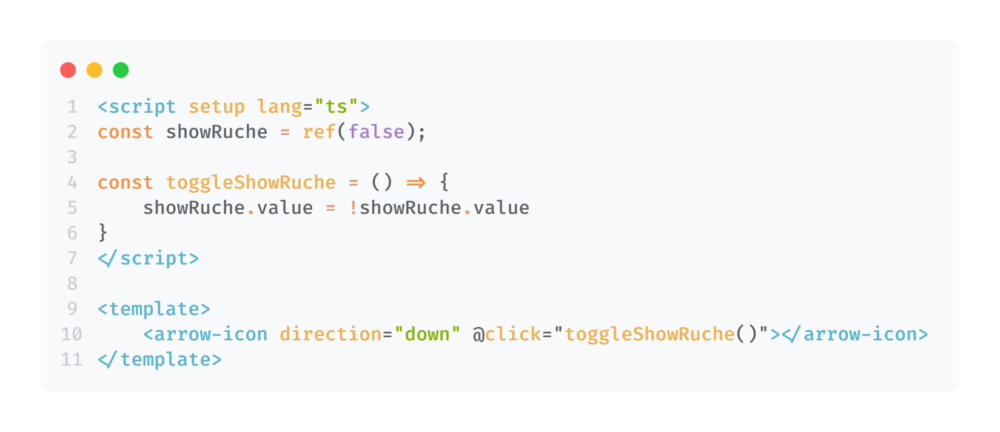 1 <script setup lang="ts">
2 const showRuche = ref(false);
3
4 const toggleShowRuche = () => {
5     showRuche.value = !showRuche.value
6 }
7 </script>
8
9 <template>
10     <arrow-icon direction="down" @click="toggleShowRuche()"></arrow-icon>
11 </template>